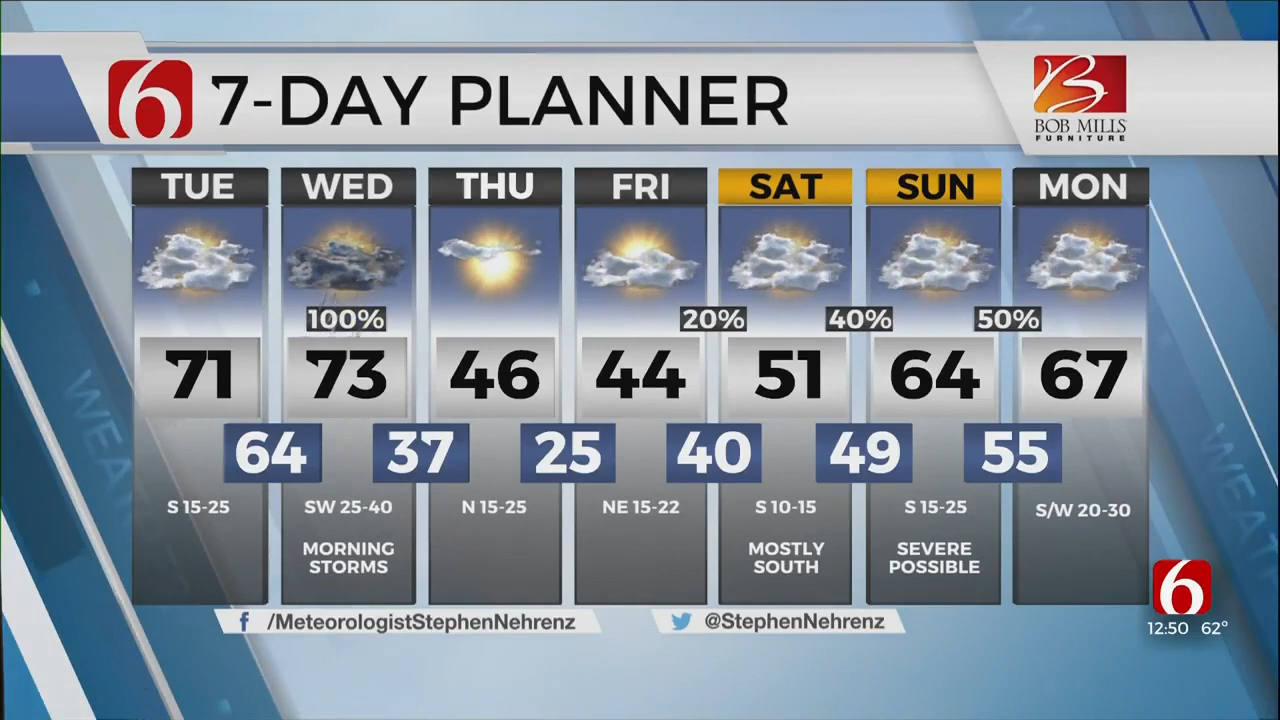 6 7-DAY PLANNER
B
BOB MILLS
FURNITURE
TUE WED THU FRI SAT SUN MON
100% 20% 40% 50%
71 73 46 44 51 64 67
64 37 25 40 49 55
S 15-25 SW 25-40 N 15-25 NE 15-22 S 10-15 S 15-25 S/W 20-30
MORNING STORMS
MOSTLY SOUTH
SEVERE POSSIBLE
f /MeteorologistStephenNehrenz @StephenNehrenz
6
12:50 62°